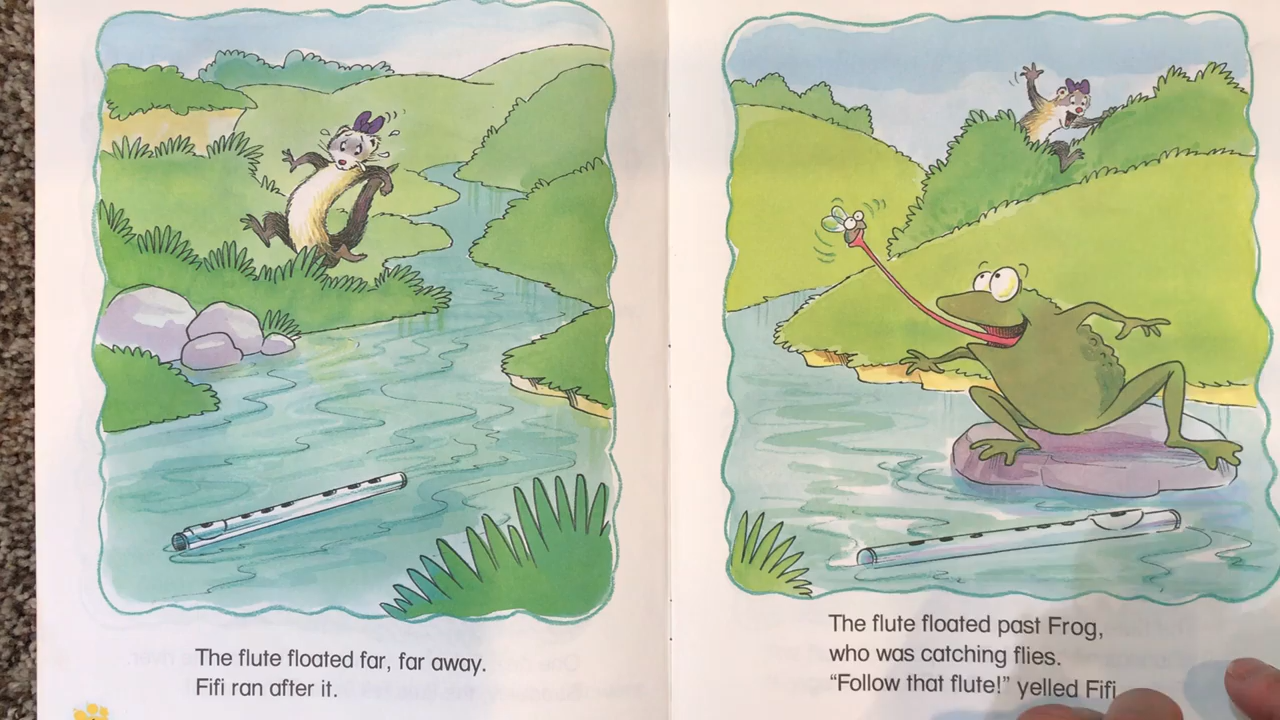 The flute floated far, far away.
Fifi ran after it.
The flute floated past Frog,
who was catching flies.
“Follow that flute!” yelled Fifi